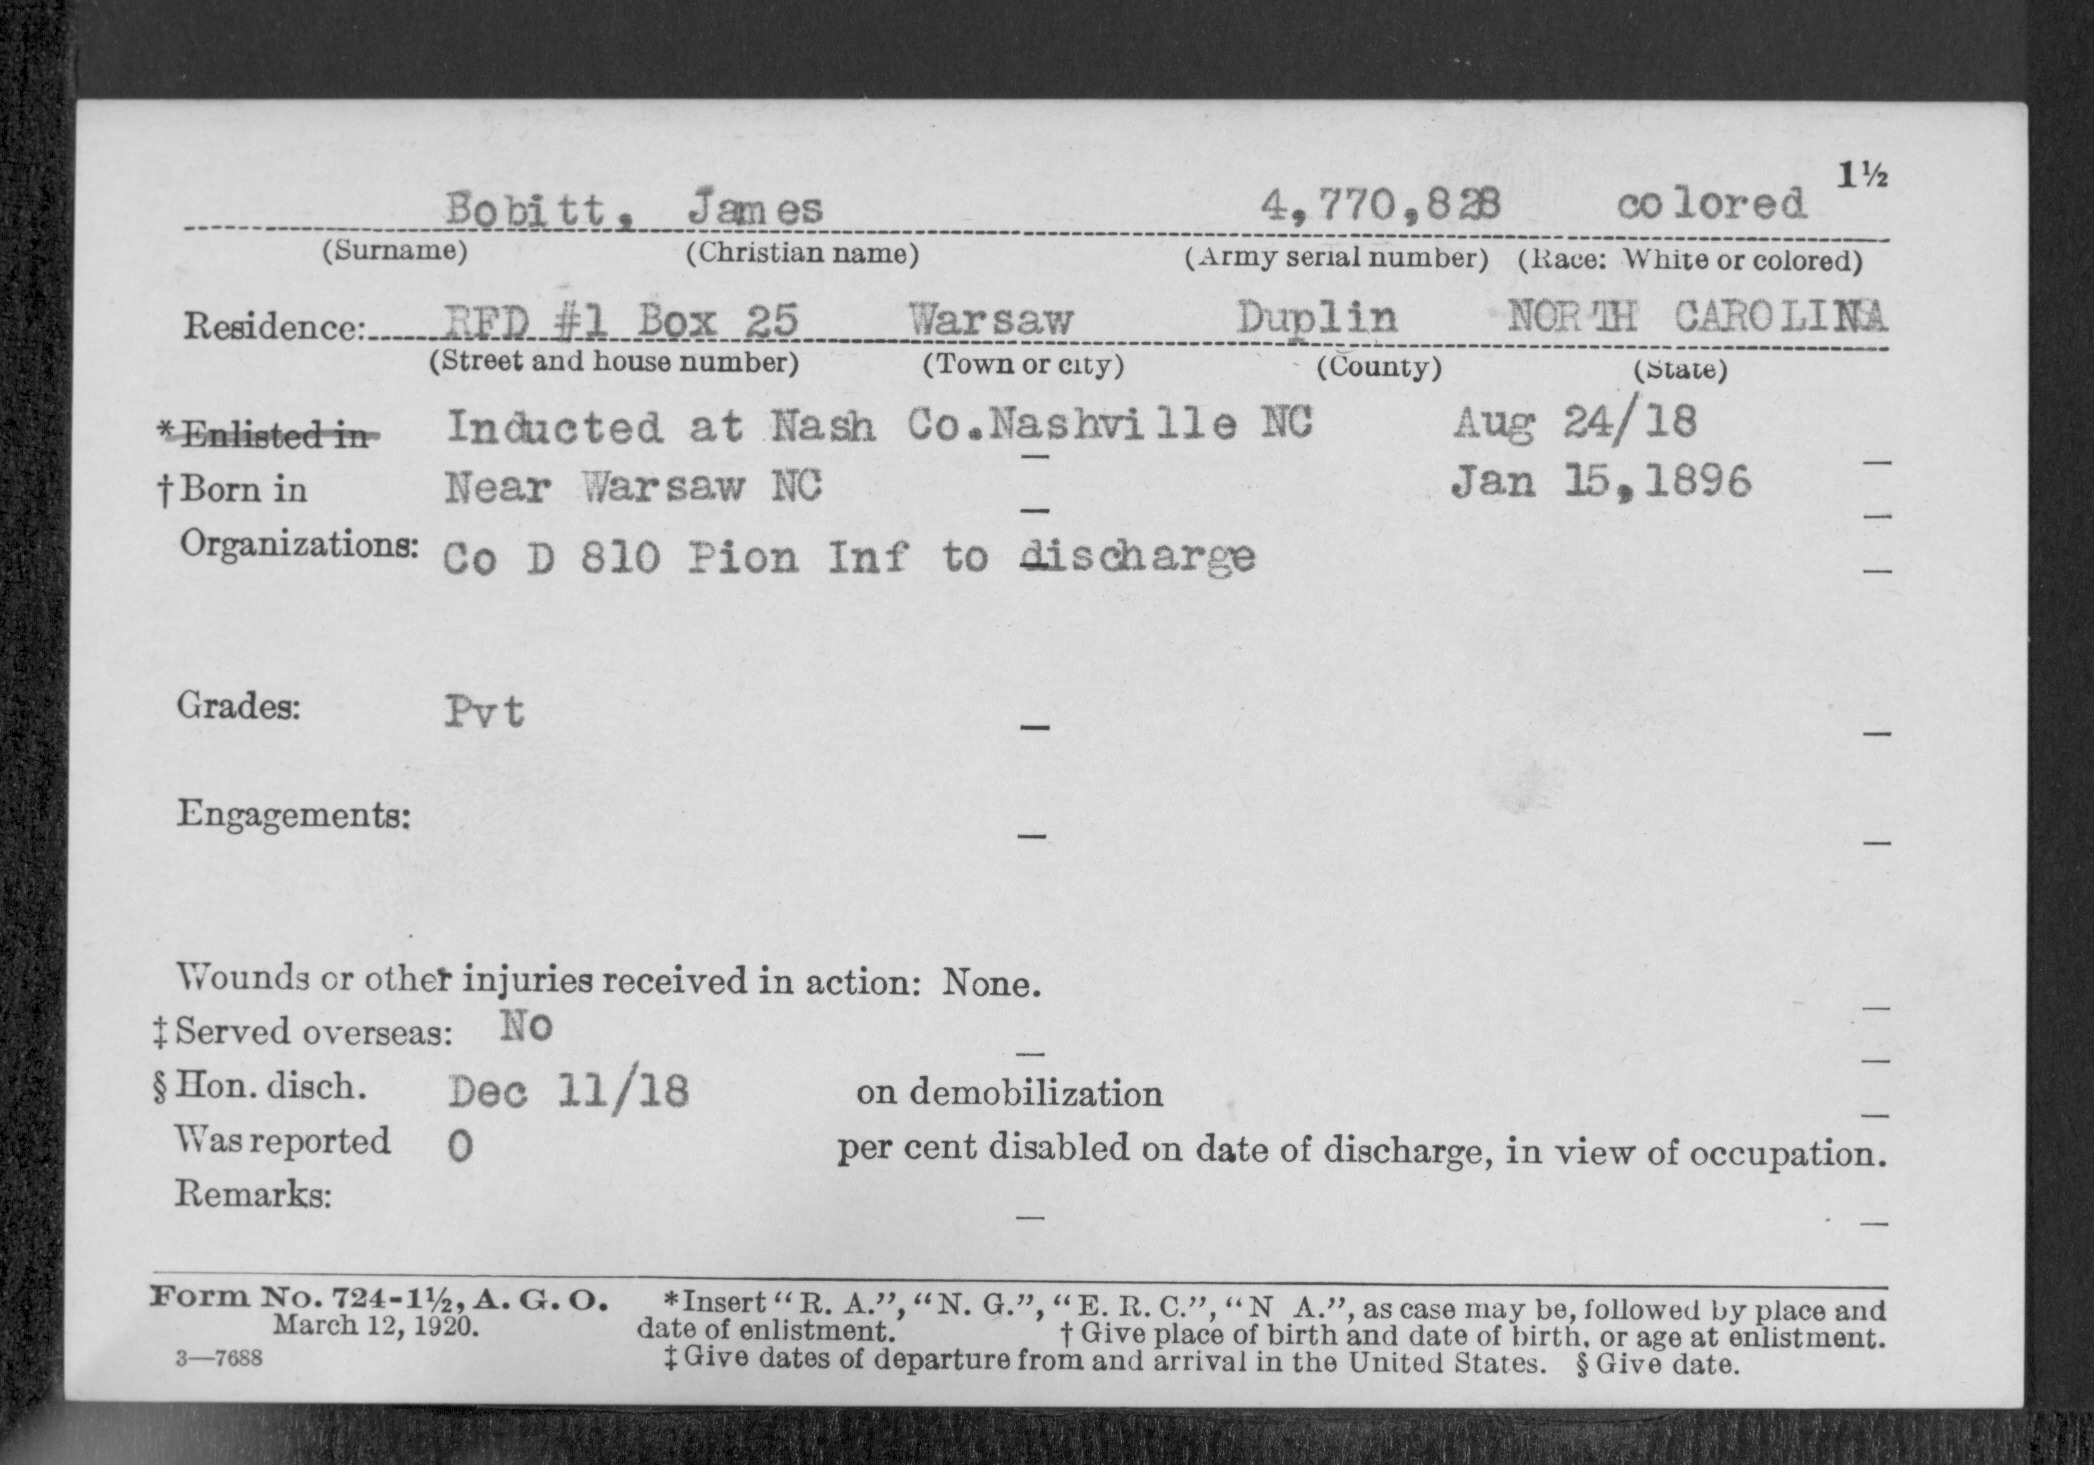 1½
Bobitt, James 4,770,828 colored
(Surname) (Christian name) (Army serial number) (Race: White or colored)
Residence: RFD #1 Box 25 Warsaw Duplin NORTH CAROLINA
(Street and house number) (Town or city) (County) (State)
*Enlisted in Inducted at Nash Co.Nashville NC Aug 24/18
†Born in Near Warsaw NC Jan 15,1896
Organizations: Co D 810 Pion Inf to discharge
Grades: Pvt
Engagements:
Wounds or other injuries received in action: None.
‡Served overseas: No
§Hon. disch. Dec 11/18 on demobilization
Was reported 0 per cent disabled on date of discharge, in view of occupation.
Remarks:
Form No. 724-1½, A. G. O. *Insert "R. A.", "N. G.", "E. R. C.", "N A.", as case may be, followed by place and
March 12, 1920. date of enlistment. †Give place of birth and date of birth, or age at enlistment.
3—7688 ‡Give dates of departure from and arrival in the United States. §Give date.